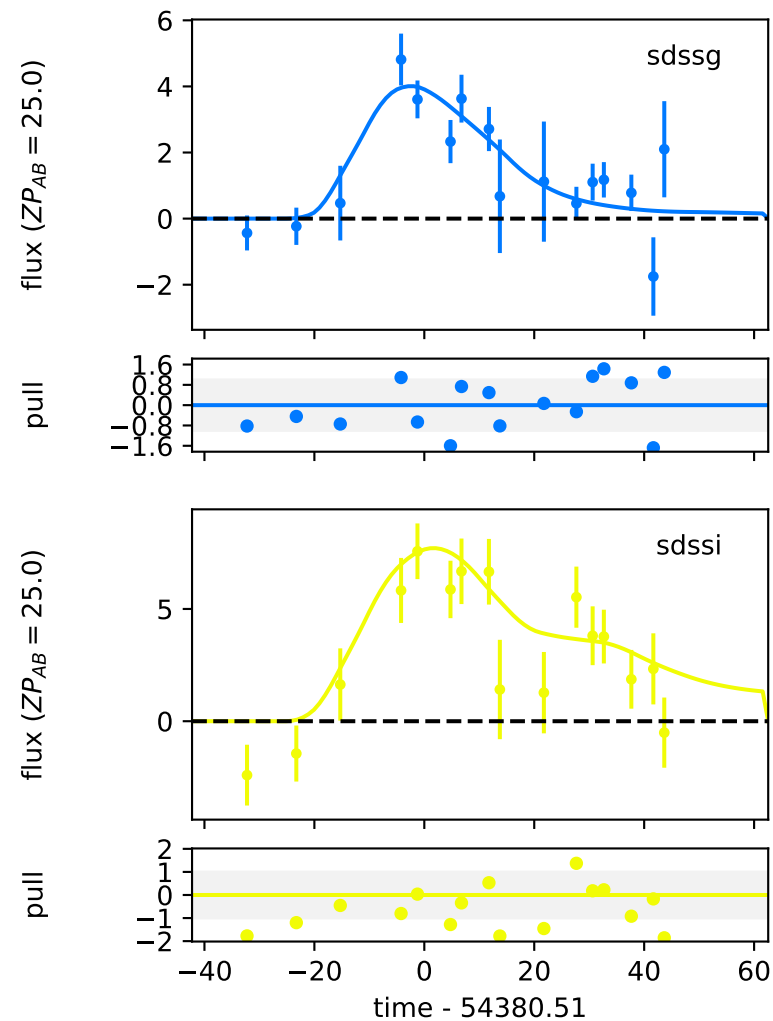 6
sdssg
4
2
0
−2
flux (ZP_AB = 25.0)
1.6
0.8
0.0
−0.8
−1.6
pull
sdssi
5
0
flux (ZP_AB = 25.0)
2
1
0
−1
−2
pull
−40 −20 0 20 40 60
time - 54380.51